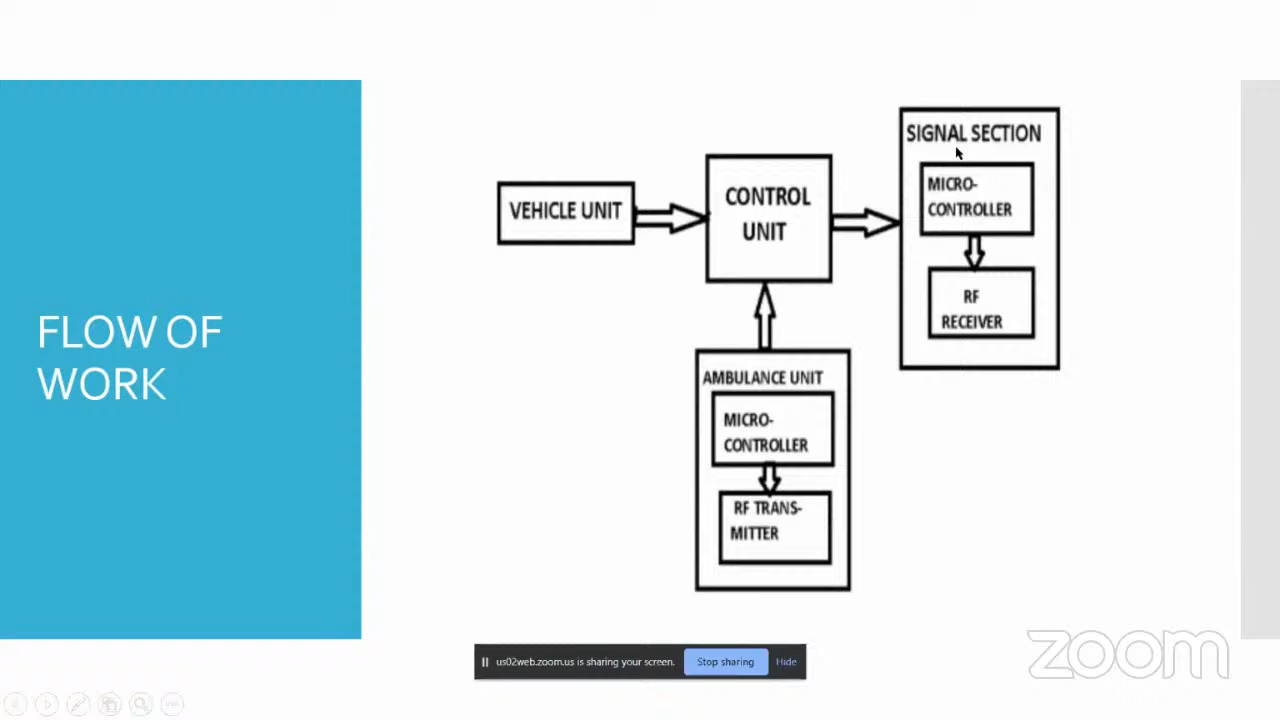 FLOW OF
WORK
VEHICLE UNIT
CONTROL
UNIT
SIGNAL SECTION
MICRO-
CONTROLLER
RF
RECEIVER
AMBULANCE UNIT
MICRO-
CONTROLLER
RF TRANS-
MITTER
us02web.zoom.us is sharing your screen.
Stop sharing
Hide
zoom